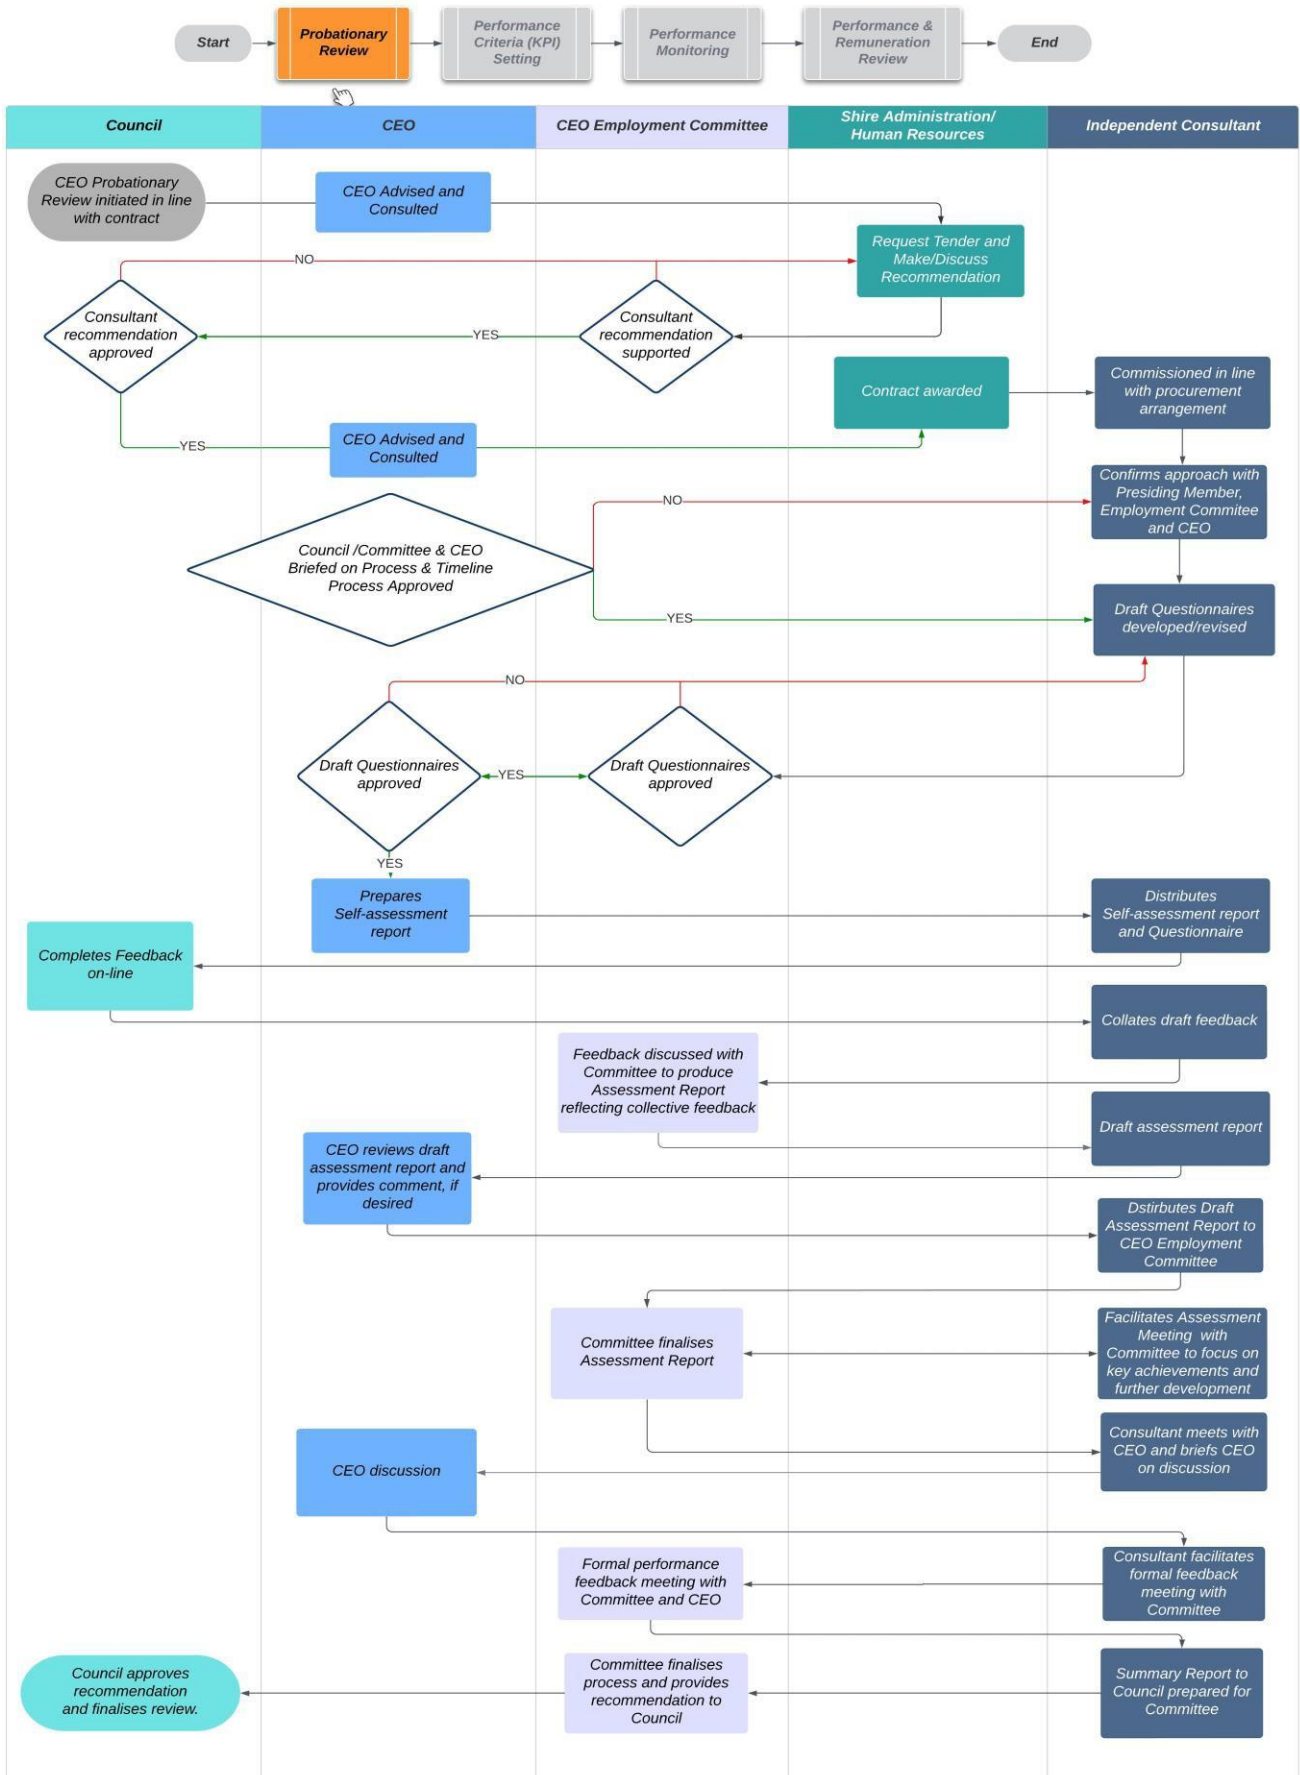 Start
Probationary
Review
Performance
Criteria (KPI)
Setting
Performance
Monitoring
Performance &
Remuneration
Review
End
Council
CEO
CEO Employment Committee
Shire Administration/
Human Resources
Independent Consultant
CEO Probationary
Review initiated in line
with contract
CEO Advised and
Consulted
Request Tender and
Make/Discuss
Recommendation
NO
Consultant
recommendation
approved
YES
Consultant
recommendation
supported
Contract awarded
Commissioned in line
with procurement
arrangement
YES
CEO Advised and
Consulted
Confirms approach with
Presiding Member,
Employment Commitee
and CEO
NO
Council /Committee & CEO
Briefed on Process & Timeline
Process Approved
YES
Draft Questionnaires
developed/revised
NO
Draft Questionnaires
approved
YES
Draft Questionnaires
approved
YES
Prepares
Self-assessment
report
Distributes
Self-assessment report
and Questionnaire
Completes Feedback
on-line
Collates draft feedback
Feedback discussed with
Committee to produce
Assessment Report
reflecting collective feedback
Draft assessment report
CEO reviews draft
assessment report and
provides comment, if
desired
Dstirbutes Draft
Assessment Report to
CEO Employment
Committee
Committee finalises
Assessment Report
Facilitates Assessment
Meeting with
Committee to focus on
key achievements and
further development
Consultant meets with
CEO and briefs CEO
on discussion
CEO discussion
Formal performance
feedback meeting with
Committee and CEO
Consultant facilitates
formal feedback
meeting with
Committee
Council approves
recommendation
and finalises review.
Committee finalises
process and provides
recommendation to
Council
Summary Report to
Council prepared for
Committee